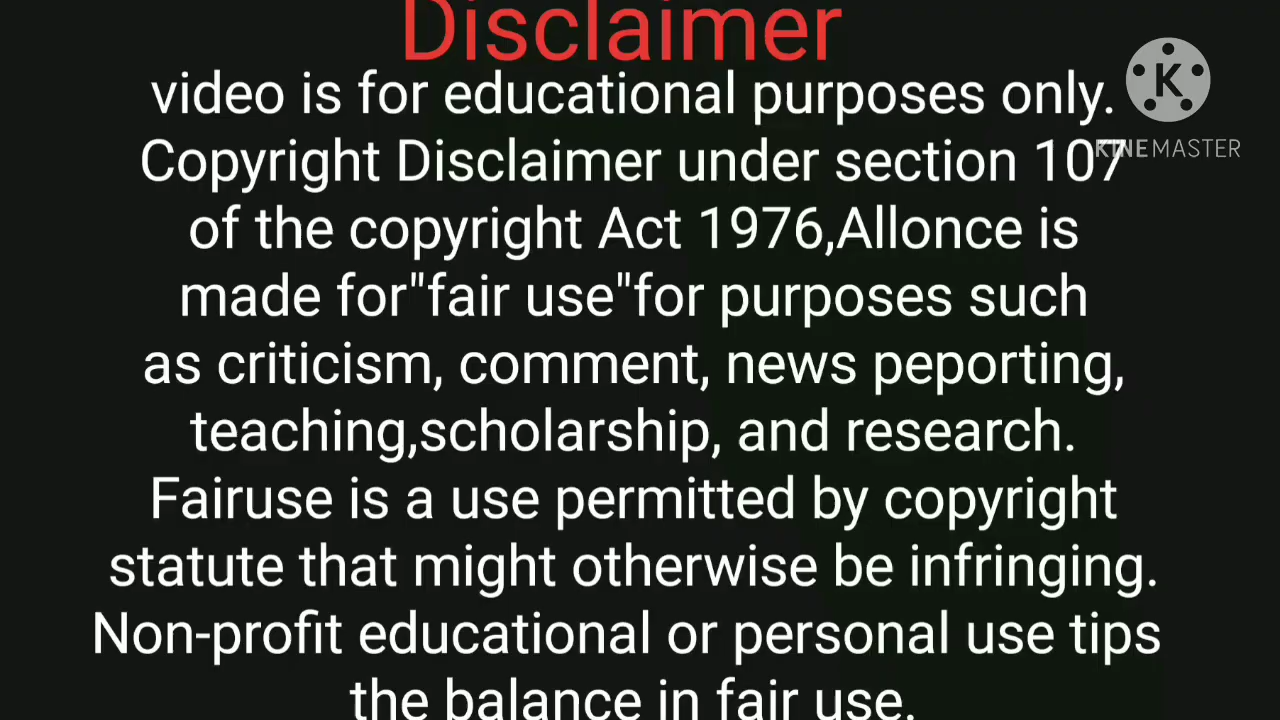 Disclaimer
video is for educational purposes only.
K
KINEMASTER
Copyright Disclaimer under section 107
of the copyright Act 1976,Allonce is
made for"fair use"for purposes such
as criticism, comment, news peporting,
teaching,scholarship, and research.
Fairuse is a use permitted by copyright
statute that might otherwise be infringing.
Non-profit educational or personal use tips
the balance in fair use.